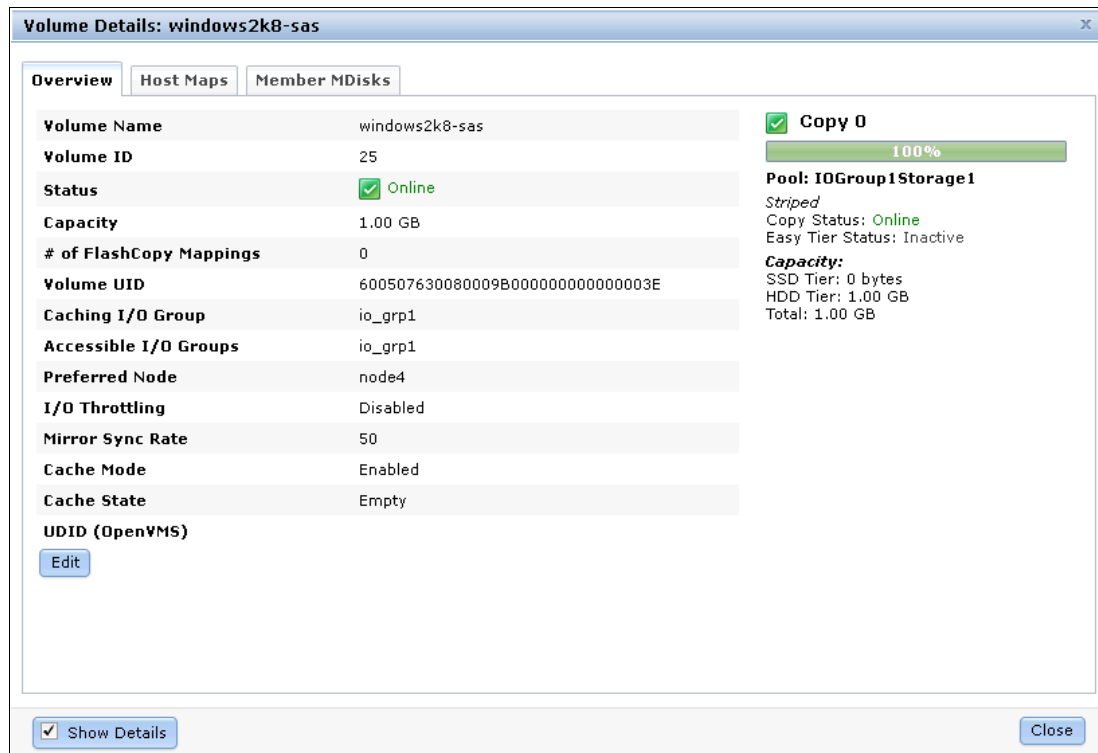 Volume Details: windows2k8-sas x
Overview Host Maps Member MDisks
Volume Name windows2k8-sas
Volume ID 25
Status Online
Capacity 1.00 GB
# of FlashCopy Mappings 0
Volume UID 600507630080009B000000000000003E
Caching I/O Group io_grp1
Accessible I/O Groups io_grp1
Preferred Node node4
I/O Throttling Disabled
Mirror Sync Rate 50
Cache Mode Enabled
Cache State Empty
UDID (OpenVMS)
Edit
Copy 0
100%
Pool: IOGroup1Storage1
Striped
Copy Status: Online
Easy Tier Status: Inactive
Capacity:
SSD Tier: 0 bytes
HDD Tier: 1.00 GB
Total: 1.00 GB
Show Details
Close